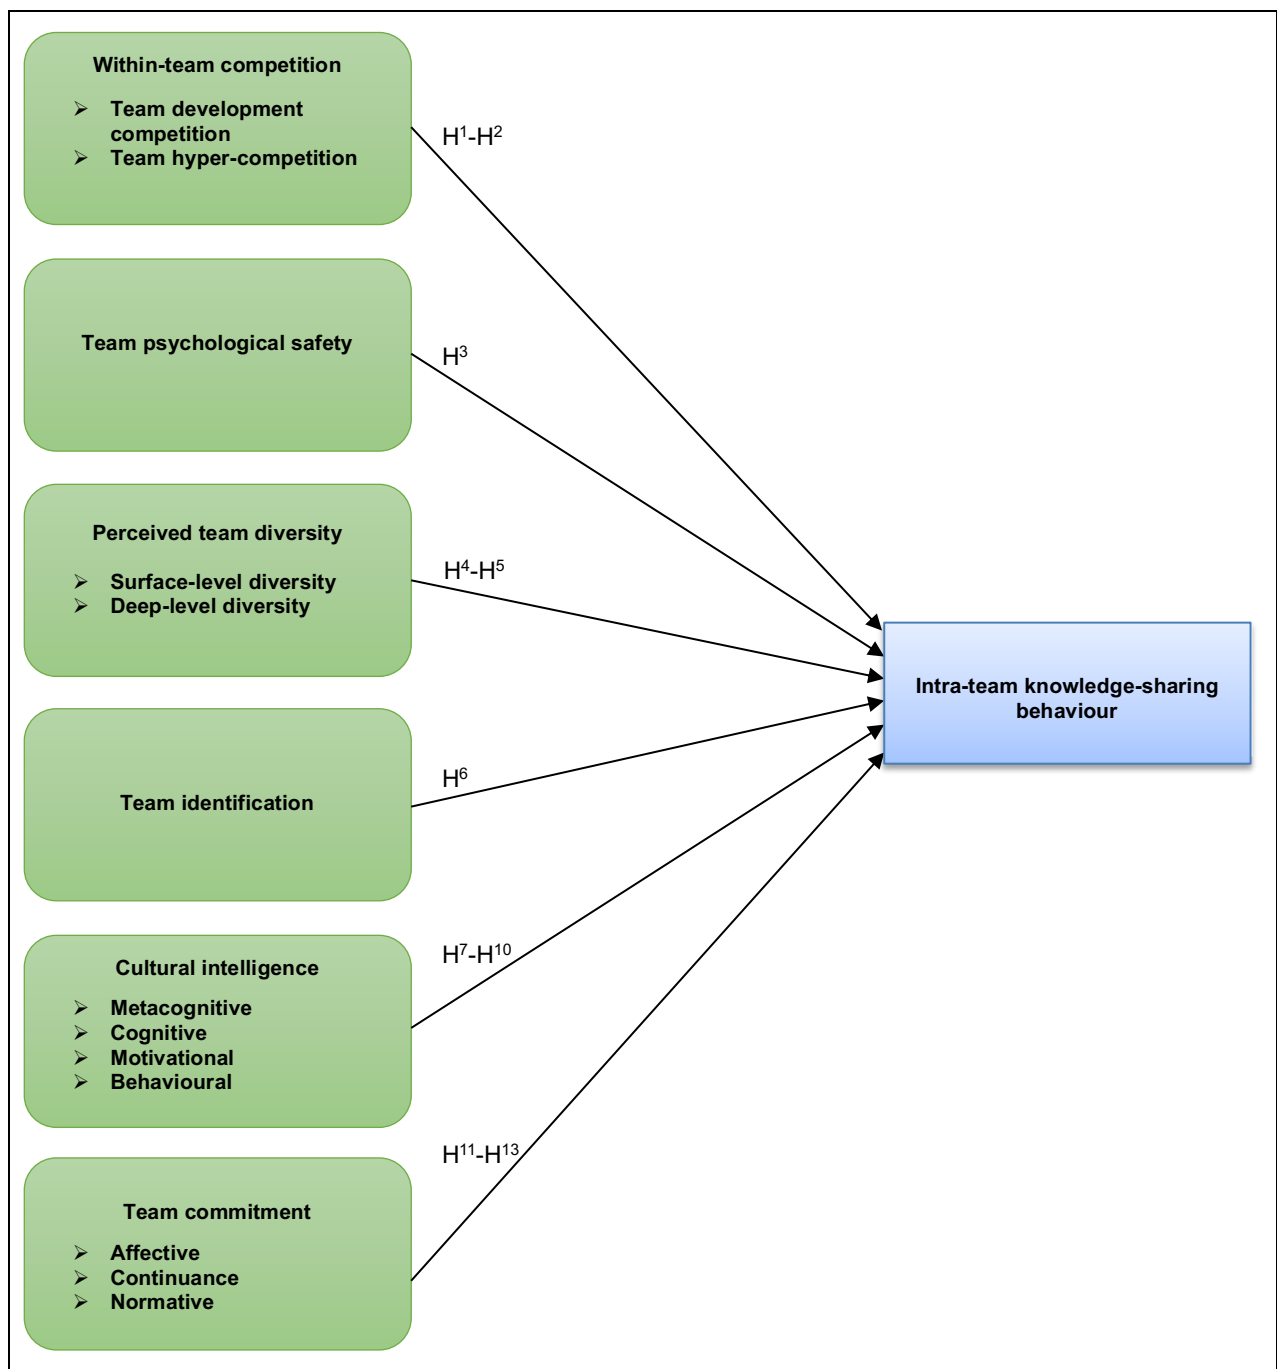 Within-team competition
➢ Team development
competition
➢ Team hyper-competition
H¹-H²
Team psychological safety
H³
Perceived team diversity
➢ Surface-level diversity
➢ Deep-level diversity
H⁴-H⁵
Intra-team knowledge-sharing
behaviour
Team identification
H⁶
Cultural intelligence
➢ Metacognitive
➢ Cognitive
➢ Motivational
➢ Behavioural
H⁷-H¹⁰
Team commitment
➢ Affective
➢ Continuance
➢ Normative
H¹¹-H¹³